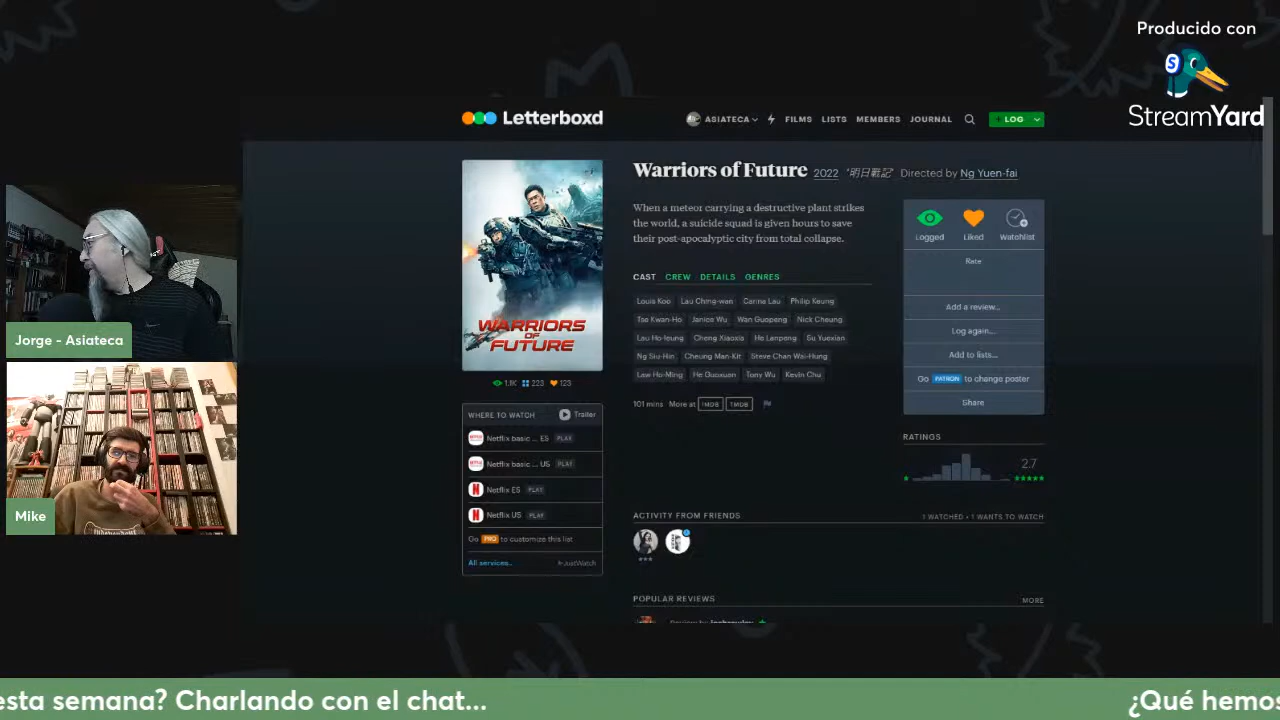 Producido con
StreamYard
Letterboxd
ASIATECA
FILMS
LISTS
MEMBERS
JOURNAL
+ LOG
Warriors of Future 2022 '明日戰記' Directed by Ng Yuen-fai
When a meteor carrying a destructive plant strikes
the world, a suicide squad is given hours to save
their post-apocalyptic city from total collapse.
WARRIORS
OF
FUTURE
Logged
Liked
Watchlist
Rate
Add a review...
Log again...
Add to lists...
Go PATRON to change poster
Share
CAST CREW DETAILS GENRES
Louis Koo Lau Ching-wan Carina Lau Philip Keung
Tse Kwan-Ho Janice Wu Wan Guopeng Nick Cheung
Lau Ho-leung Cheng Xiaoxia He Lanpeng Su Yuexian
Ng Siu-Hin Cheung Man-Kit Steve Chan Wai-Hung
Law Ho-Ming He Guoxuan Tony Wu Kevin Chu
101 mins More at IMDB TMDB
1.1K 223 123
WHERE TO WATCH Trailer
Netflix basic ... ES PLAY
Netflix basic ... US PLAY
Netflix ES PLAY
Netflix US PLAY
Go PRO to customize this list
All services... JustWatch
RATINGS
2.7
ACTIVITY FROM FRIENDS
1 WATCHED • 1 WANTS TO WATCH
POPULAR REVIEWS
MORE
Jorge - Asiateca
Mike
esta semana? Charlando con el chat...
¿Qué hemos